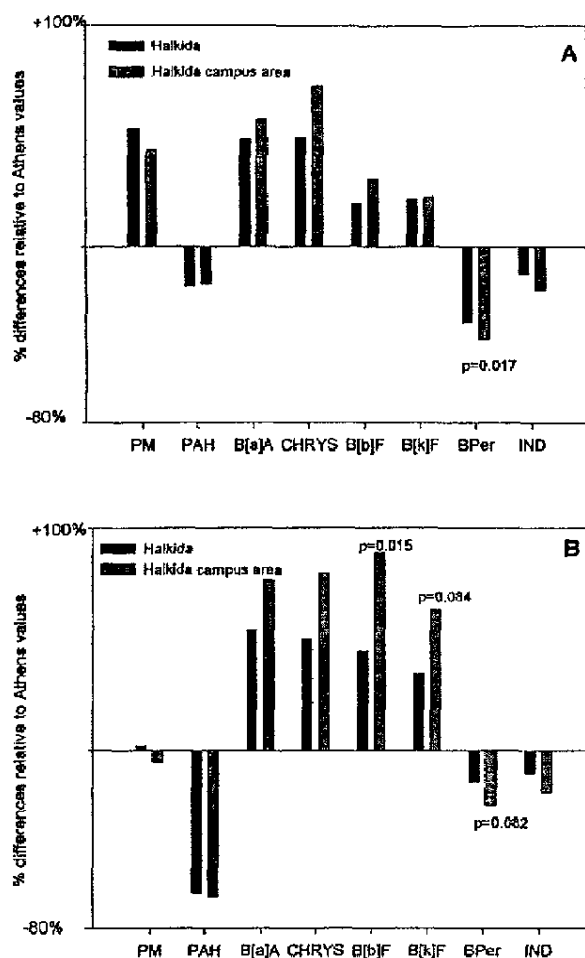 +100%
A
Halkida
Halkida campus area
% differences relative to Athens values
p=0.017
-80%
PM PAH B[a]A CHRYS B[b]F B[k]F BPer IND
+100%
B
Halkida
Halkida campus area
p=0.015
p=0.084
% differences relative to Athens values
p=0.082
-80%
PM PAH B[a]A CHRYS B[b]F B[k]F BPer IND